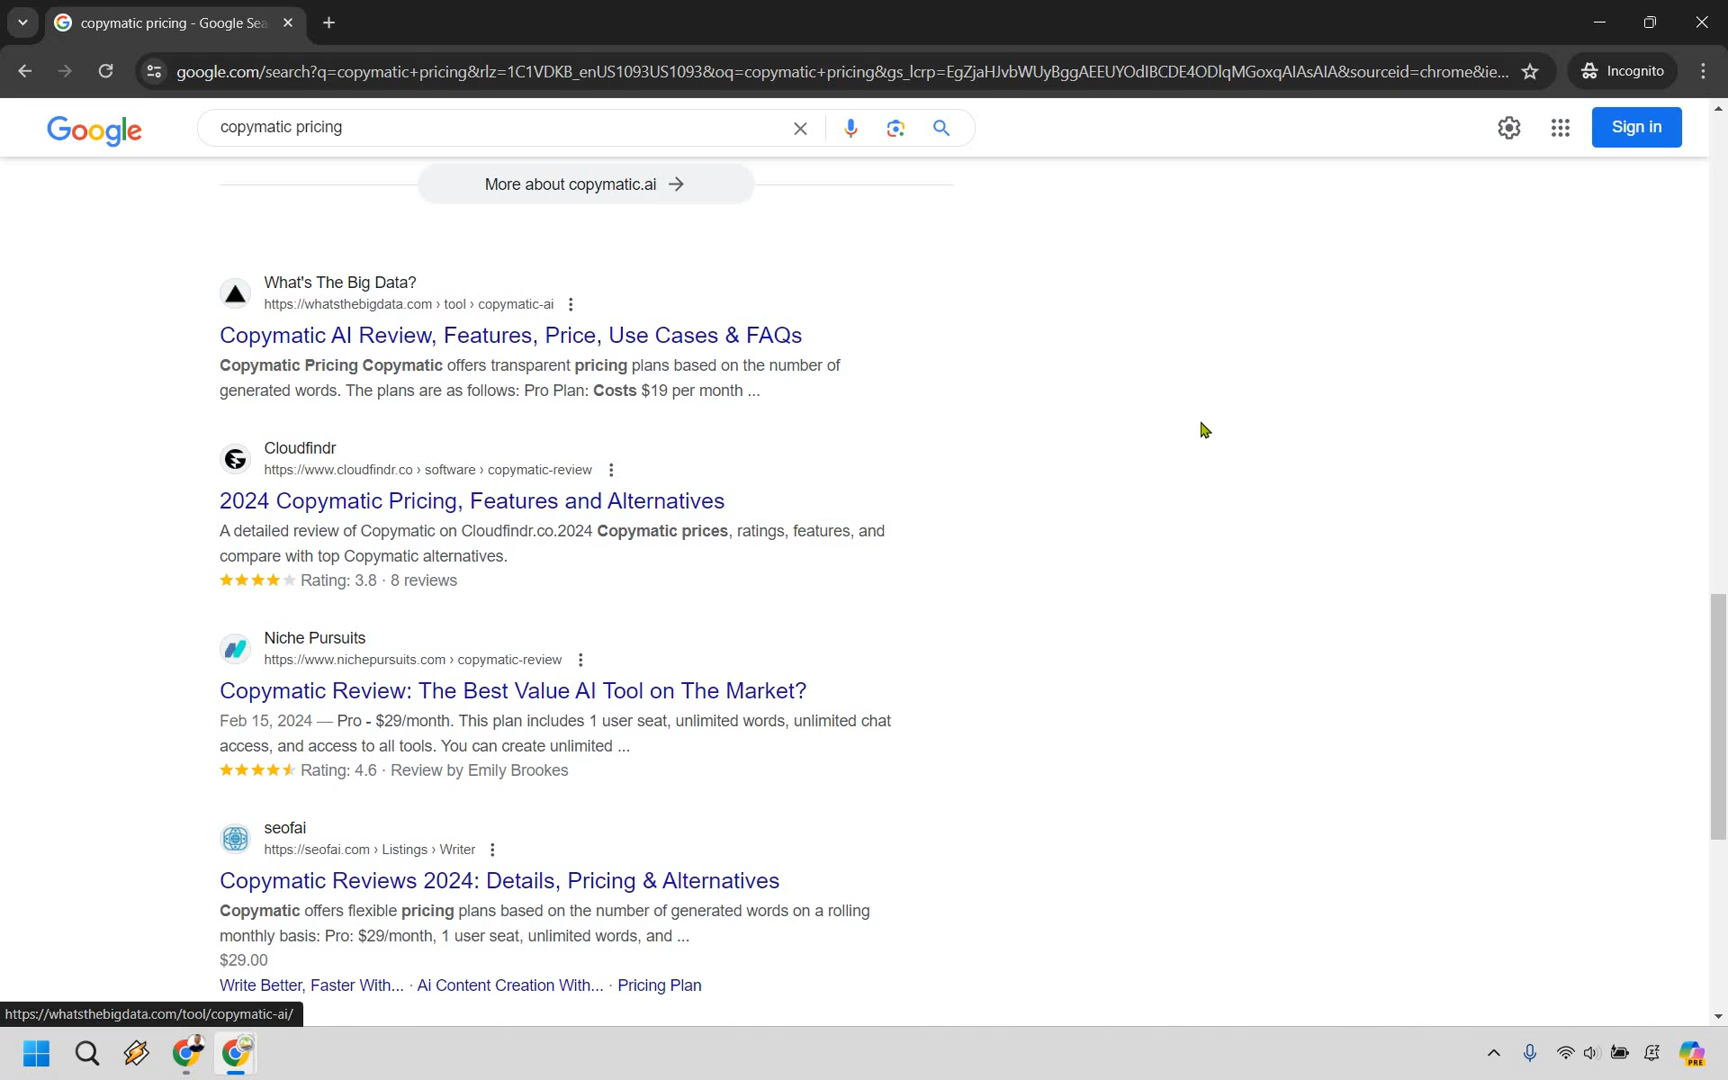 copymatic pricing - Google Sea
google.com/search?q=copymatic+pricing&rlz=1C1VDKB_enUS1093US1093&oq=copymatic+pricing&gs_lcrp=EgZjaHJvbWUyBggAEEUYOdIBCDE4ODlqMGoxqAIAsAIA&sourceid=chrome&ie...
Incognito
Google
copymatic pricing
Sign in
More about copymatic.ai
What's The Big Data?
https://whatsthebigdata.com › tool › copymatic-ai
Copymatic AI Review, Features, Price, Use Cases & FAQs
Copymatic Pricing Copymatic offers transparent pricing plans based on the number of
generated words. The plans are as follows: Pro Plan: Costs $19 per month ...
Cloudfindr
https://www.cloudfindr.co › software › copymatic-review
2024 Copymatic Pricing, Features and Alternatives
A detailed review of Copymatic on Cloudfindr.co.2024 Copymatic prices, ratings, features, and
compare with top Copymatic alternatives.
Rating: 3.8 · 8 reviews
Niche Pursuits
https://www.nichepursuits.com › copymatic-review
Copymatic Review: The Best Value AI Tool on The Market?
Feb 15, 2024 — Pro - $29/month. This plan includes 1 user seat, unlimited words, unlimited chat
access, and access to all tools. You can create unlimited ...
Rating: 4.6 · Review by Emily Brookes
seofai
https://seofai.com › Listings › Writer
Copymatic Reviews 2024: Details, Pricing & Alternatives
Copymatic offers flexible pricing plans based on the number of generated words on a rolling
monthly basis: Pro: $29/month, 1 user seat, unlimited words, and ...
$29.00
Write Better, Faster With... · Ai Content Creation With... · Pricing Plan
https://whatsthebigdata.com/tool/copymatic-ai/
PRE